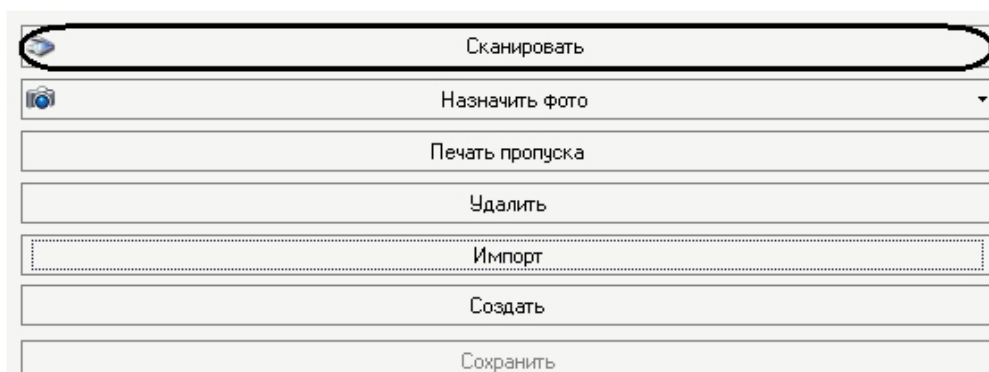 Сканировать
Назначить фото
Печать пропуска
Удалить
Импорт
Создать
Сохранить